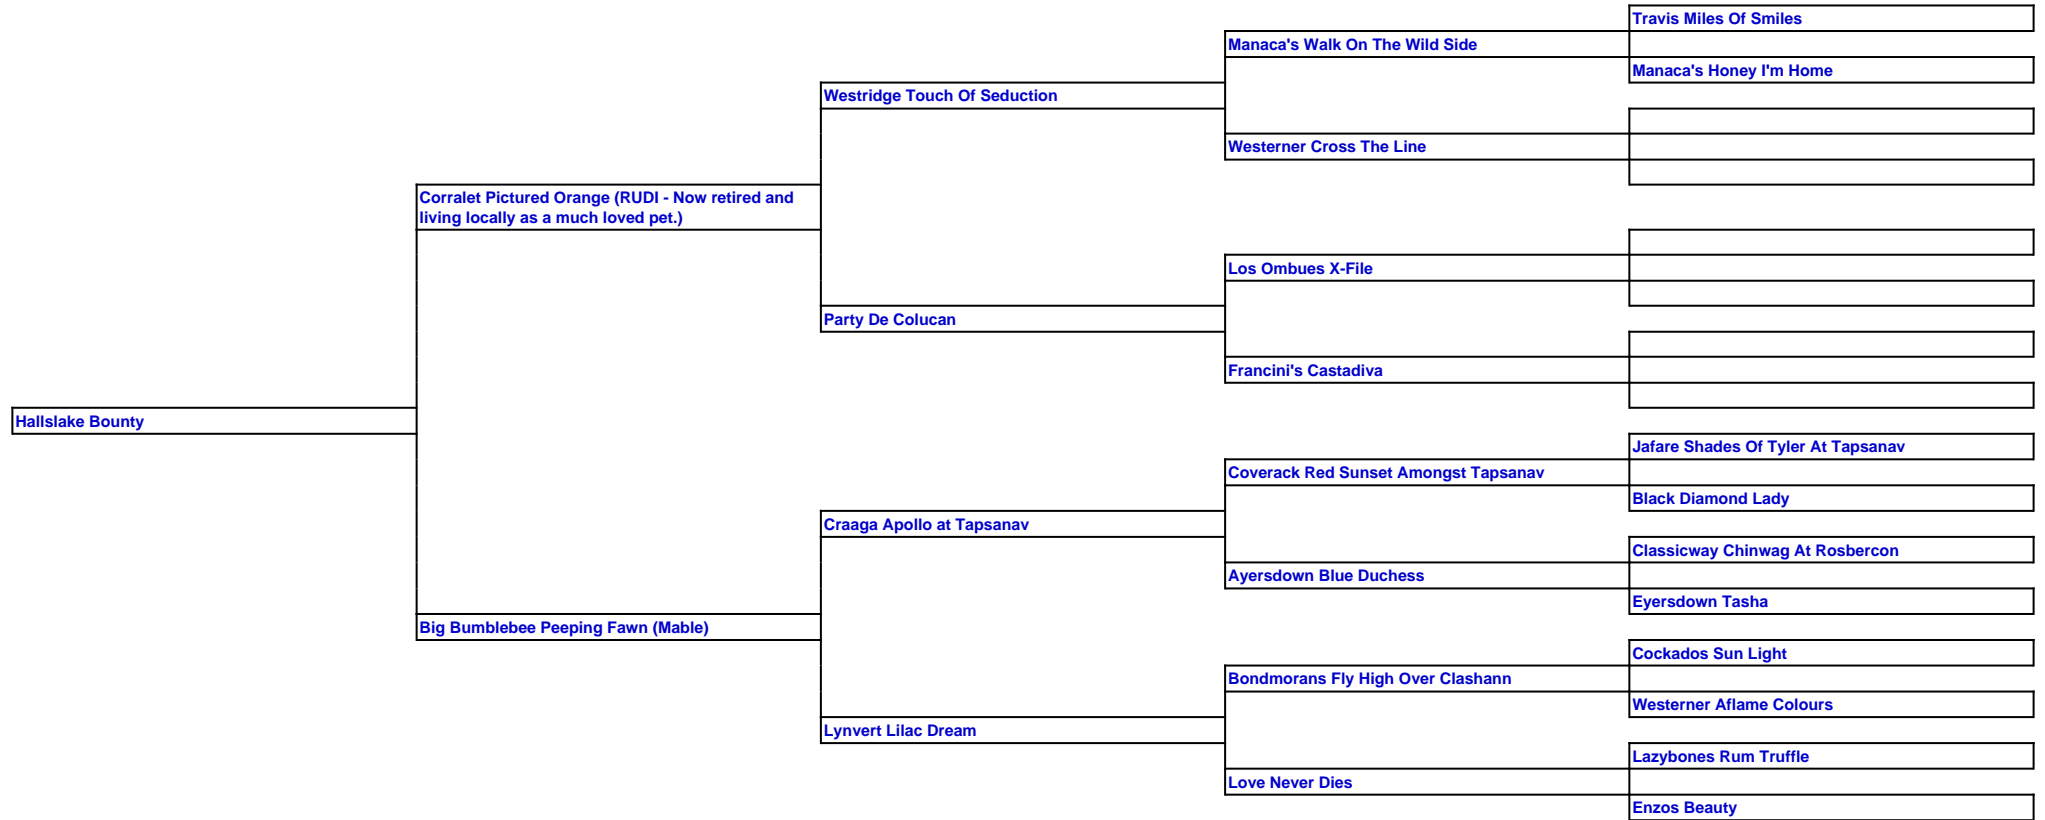 Travis Miles Of Smiles
Manaca's Walk On The Wild Side
Manaca's Honey I'm Home
Westridge Touch Of Seduction
Westerner Cross The Line
Corralet Pictured Orange (RUDI - Now retired and
living locally as a much loved pet.)
Los Ombues X-File
Party De Colucan
Francini's Castadiva
Hallslake Bounty
Jafare Shades Of Tyler At Tapsanav
Coverack Red Sunset Amongst Tapsanav
Black Diamond Lady
Craaga Apollo at Tapsanav
Classicway Chinwag At Rosbercon
Ayersdown Blue Duchess
Eyersdown Tasha
Big Bumblebee Peeping Fawn (Mable)
Cockados Sun Light
Bondmorans Fly High Over Clashann
Westerner Aflame Colours
Lynvert Lilac Dream
Lazybones Rum Truffle
Love Never Dies
Enzos Beauty